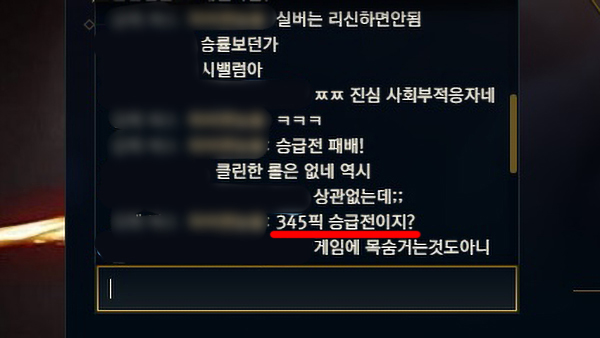 실버는 리신하면안됨
승률보던가
시밸럼아
ㅉㅉ 진심 사회부적응자네
ㅋㅋㅋ
승급전 패배!
클린한 롤은 없네 역시
상관없는데;;
: 345픽 승급전이지?
게임에 목숨거는것도아니